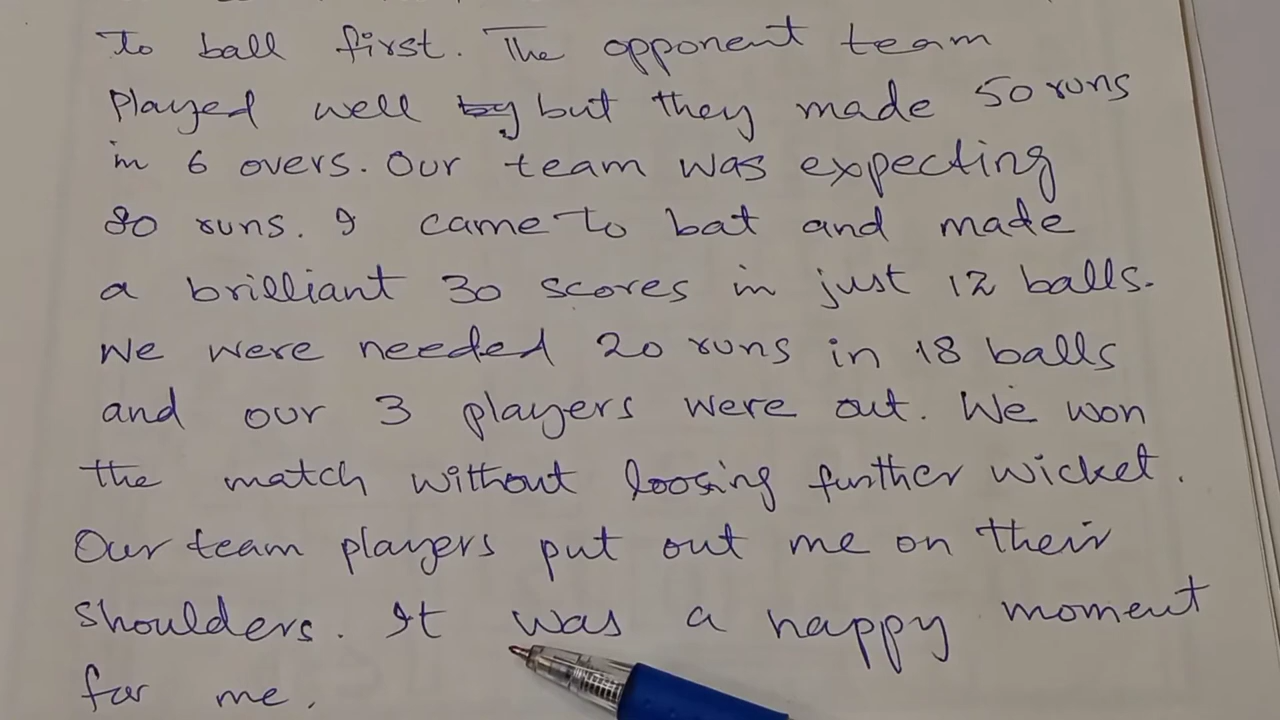 to ball first. The opponent team
Played well but they made 50 runs
in 6 overs. Our team was expecting
80 runs. I came to bat and made
a brilliant 30 scores in just 12 balls.
We were needed 20 runs in 18 balls
and our 3 players were out. We won
the match without loosing further wicket.
Our team players put out me on their
shoulders. It was a happy moment
for me.